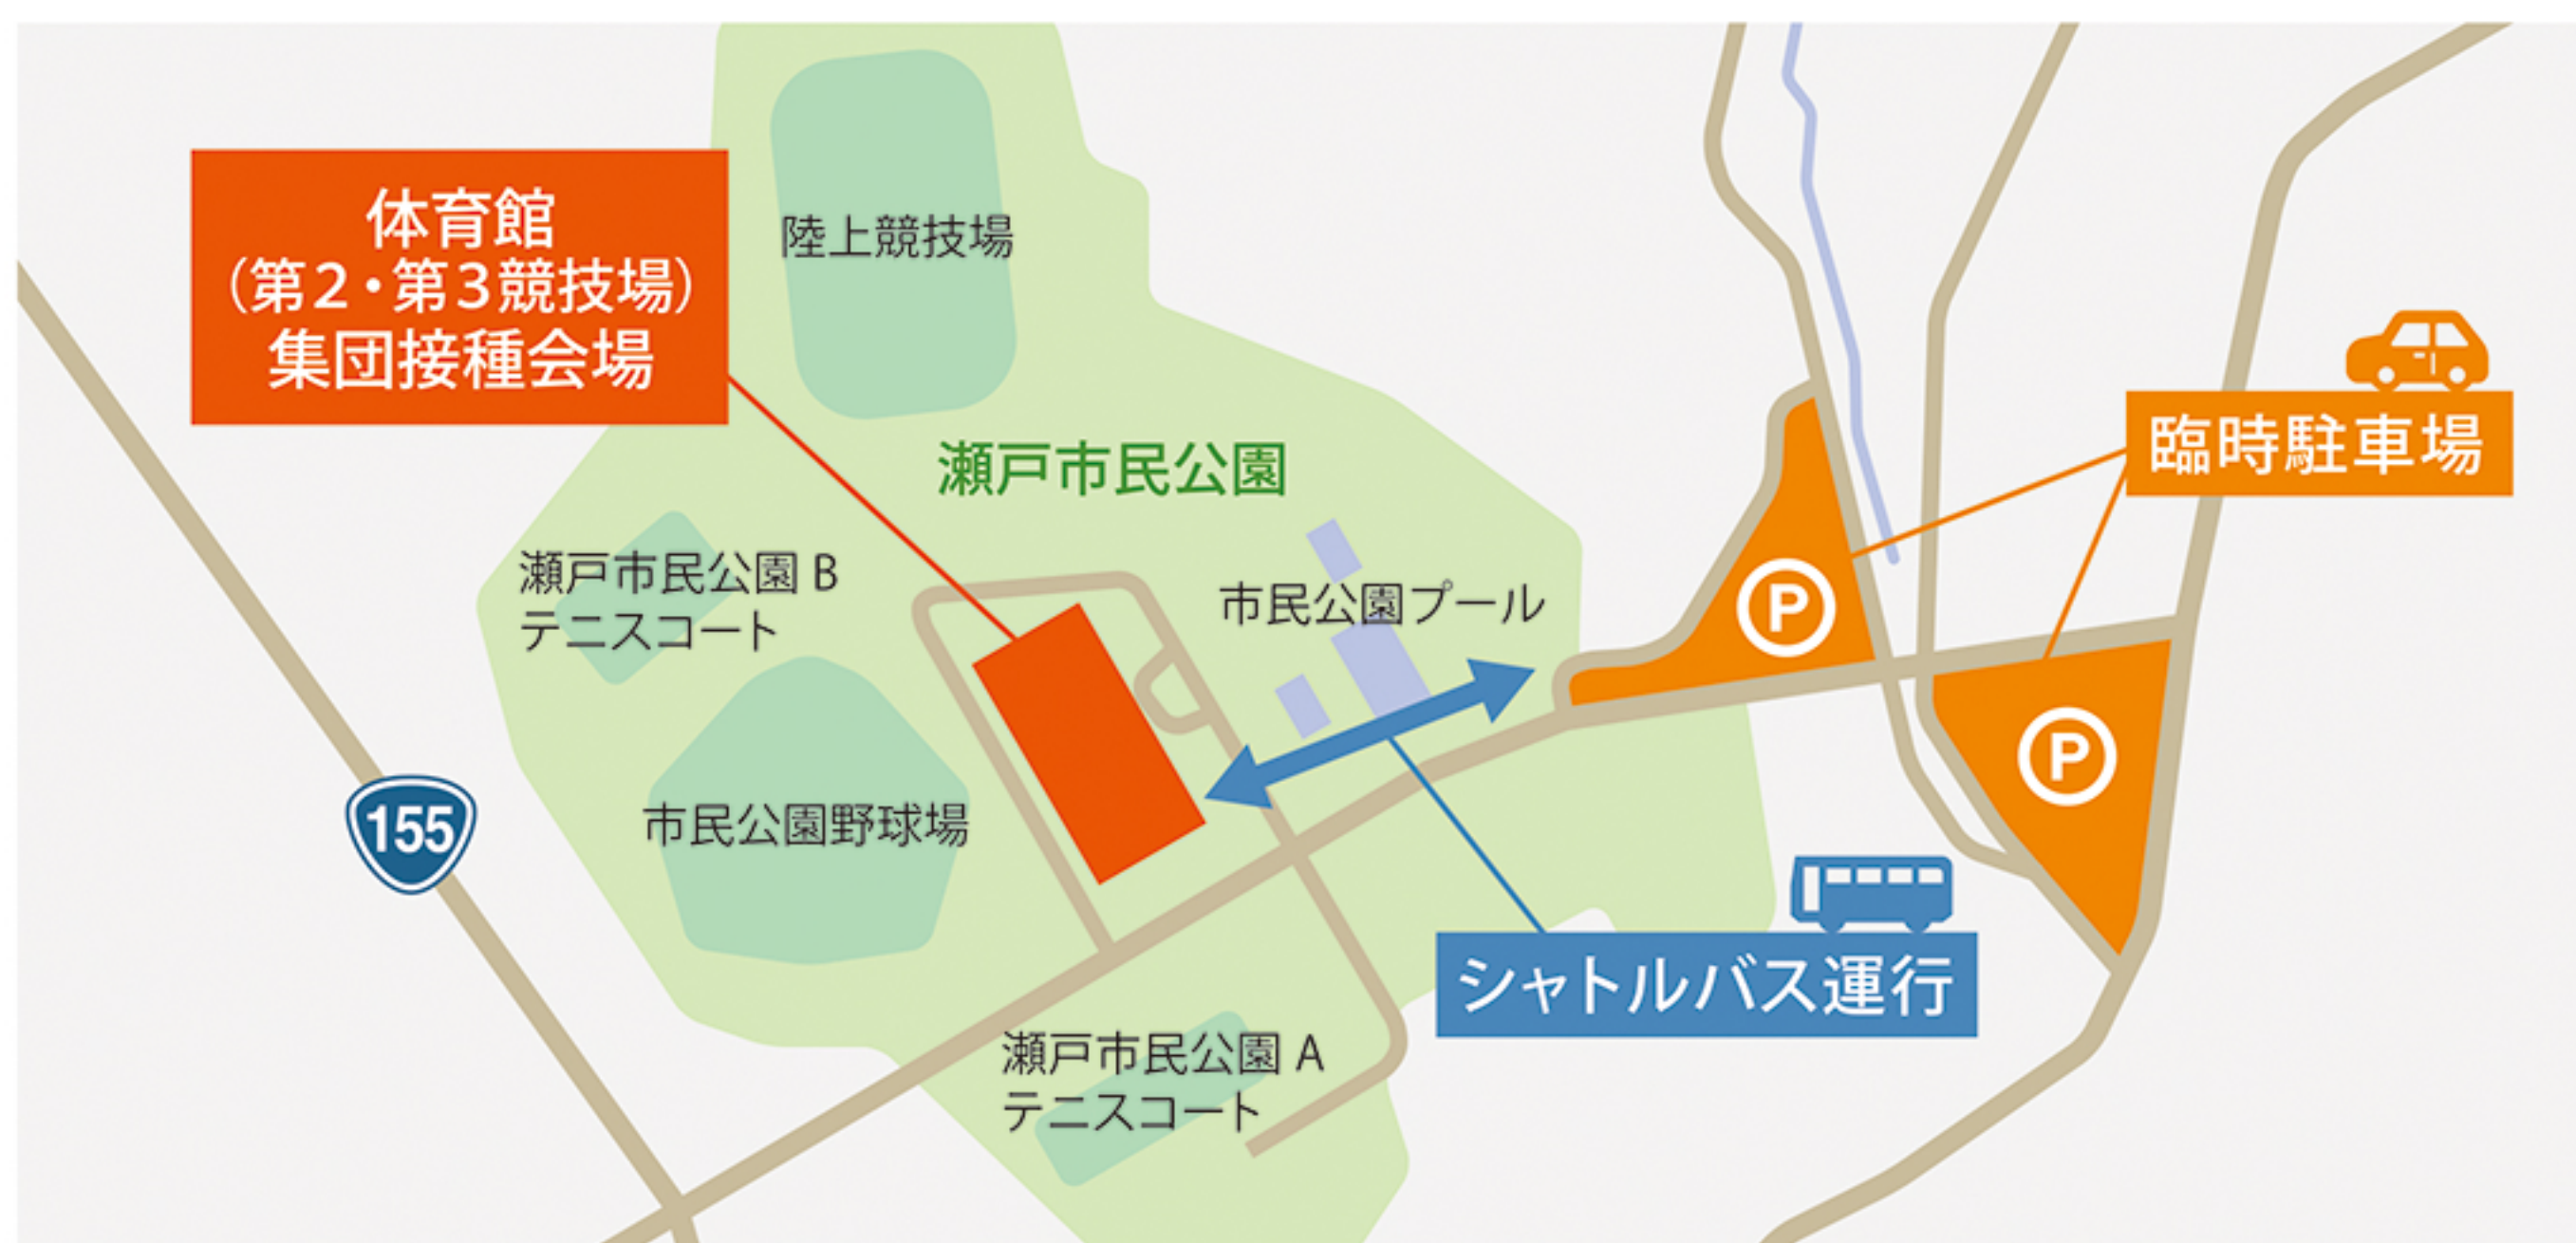 陸上競技場
体育館
（第２・第３競技場）
集団接種会場
瀬戸市民公園
臨時駐車場
瀬戸市民公園 B
テニスコート
市民公園プール
P
P
市民公園野球場
155
シャトルバス運行
瀬戸市民公園 A
テニスコート